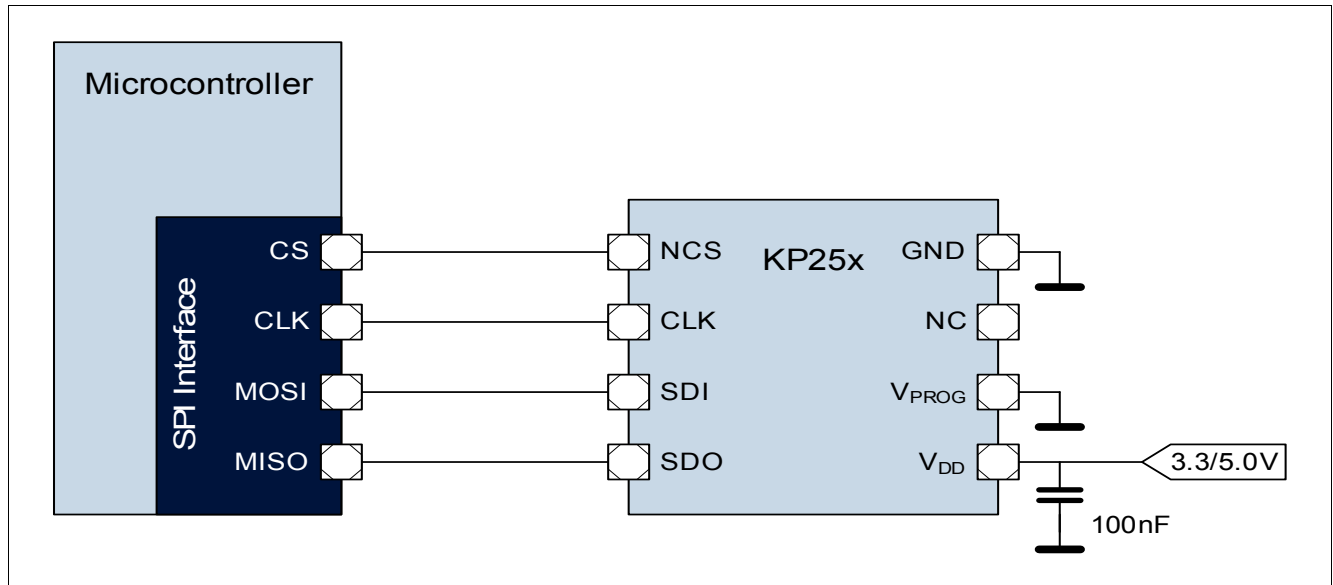 Microcontroller
SPI Interface
CS
CLK
MOSI
MISO
NCS
CLK
SDI
SDO
KP25x
GND
NC
VPROG
VDD
3.3/5.0V
100nF